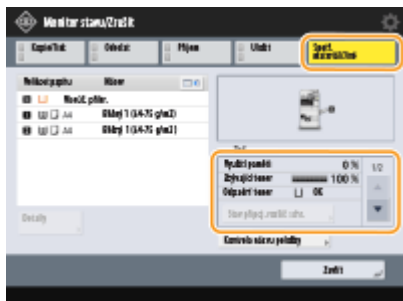 Monitor stavu/Zrušit
Kopie/Tisk
Odeslat
Příjem
Uložit
Spotř.
materiál/Jiné
Velikost papíru
Název
A4
Běžný 1 (64-75 g/m2)
A4
Běžný 1 (64-75 g/m2)
Využití paměti 0 %
1/2
Zbývající toner 100 %
Odpadní toner OK
Detaily
Kontrola názvu položky
Zavřít